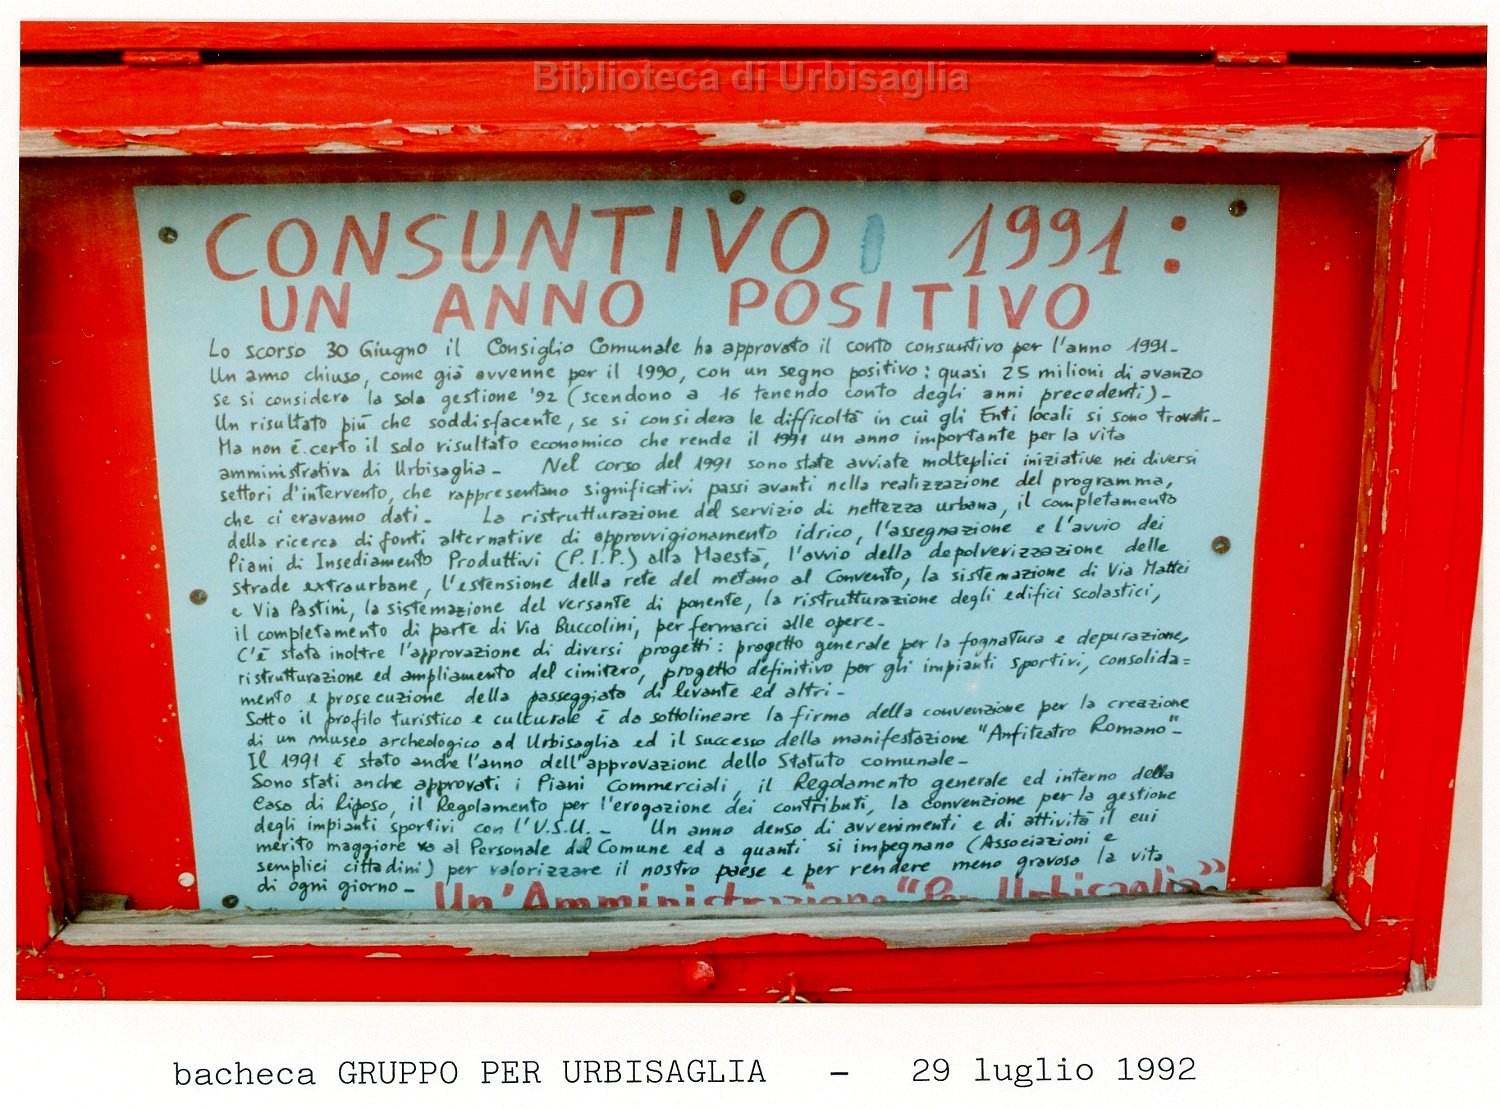 Biblioteca di Urbisaglia
CONSUNTIVO 1991:
UN ANNO POSITIVO
Lo scorso 30 Giugno il Consiglio Comunale ha approvato il conto consuntivo per l'anno 1991-
Un anno chiuso, come già avvenne per il 1990, con un segno positivo: quasi 25 milioni di avanzo
se si considera la sola gestione '92 (scendono a 16 tenendo conto degli anni precedenti)-
Un risultato più che soddisfacente, se si considera le difficoltà in cui gli Enti locali si sono trovati-
Ma non è certo il solo risultato economico che rende il 1991 un anno importante per la vita
amministrativa di Urbisaglia- Nel corso del 1991 sono state avviate molteplici iniziative nei diversi
settori d'intervento, che rappresentano significativi passi avanti nella realizzazione del programma,
che ci eravamo dati- La ristrutturazione del servizio di nettezza urbana, il completamento
della ricerca di fonti alternative di approvvigionamento idrico, l'assegnazione e l'avvio dei
Piani di Insediamento Produttivi (P.I.P.) alla Maestà, l'avvio della depolverizzazione delle
strade extraurbane, l'estensione della rete del metano al Convento, la sistemazione di Via Mattei
e Via Pastini, la sistemazione del versante di ponente, la ristrutturazione degli edifici scolastici,
il completamento di parte di Via Buccolini, per fermarci alle opere-
C'è stata inoltre l'approvazione di diversi progetti: progetto generale per la fognatura e depurazione,
ristrutturazione ed ampliamento del cimitero, progetto definitivo per gli impianti sportivi, consolida=
mento e prosecuzione della passeggiata di levante ed altri-
Sotto il profilo turistico e culturale è da sottolineare la firma della convenzione per la creazione
di un museo archeologico ad Urbisaglia ed il successo della manifestazione "Anfiteatro Romano"-
Il 1991 è stato anche l'anno dell'approvazione dello Statuto comunale-
Sono stati anche approvati i Piani Commerciali, il Regolamento generale ed interno della
Casa di Riposo, il Regolamento per l'erogazione dei contributi, la convenzione per la gestione
degli impianti sportivi con l'U.S.U.- Un anno denso di avvenimenti e di attività il cui
merito maggiore va al Personale del Comune ed a quanti si impegnano (Associazioni e
semplici cittadini) per valorizzare il nostro paese e per rendere meno gravosa la vita
di ogni giorno-
Un'Amministrazione "Per Urbisaglia"
bacheca GRUPPO PER URBISAGLIA - 29 luglio 1992